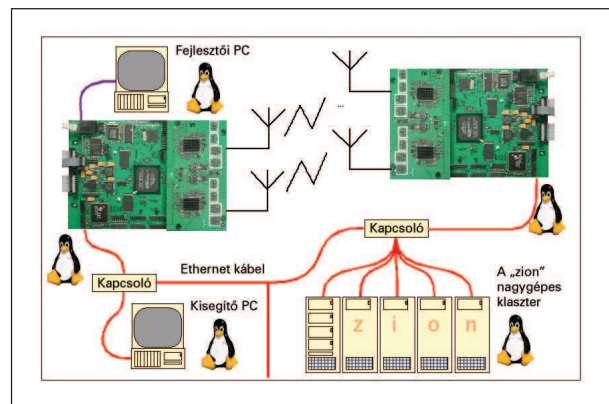 Fejlesztői PC
...
Kapcsoló
Kapcsoló
Ethernet kábel
Kisegítő PC
A „zion”
nagygépes
klaszter
z i o n